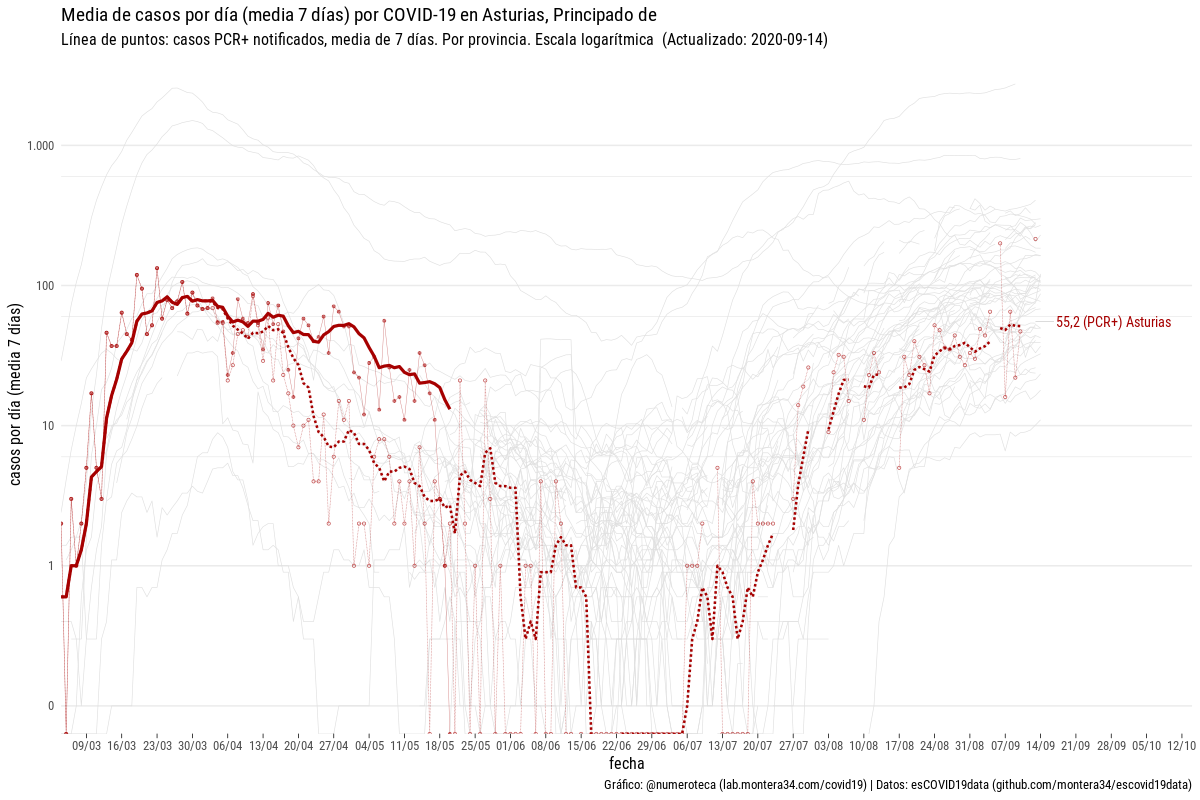 Media de casos por día (media 7 días) por COVID-19 en Asturias, Principado de
Línea de puntos: casos PCR+ notificados, media de 7 días. Por provincia. Escala logarítmica  (Actualizado: 2020-09-14)
casos por día (media 7 días)
1.000
100
10
1
0
55,2 (PCR+) Asturias
09/03 16/03 23/03 30/03 06/04 13/04 20/04 27/04 04/05 11/05 18/05 25/05 01/06 08/06 15/06 22/06 29/06 06/07 13/07 20/07 27/07 03/08 10/08 17/08 24/08 31/08 07/09 14/09 21/09 28/09 05/10 12/10
fecha
Gráfico: @numeroteca (lab.montera34.com/covid19) | Datos: esCOVID19data (github.com/montera34/escovid19data)